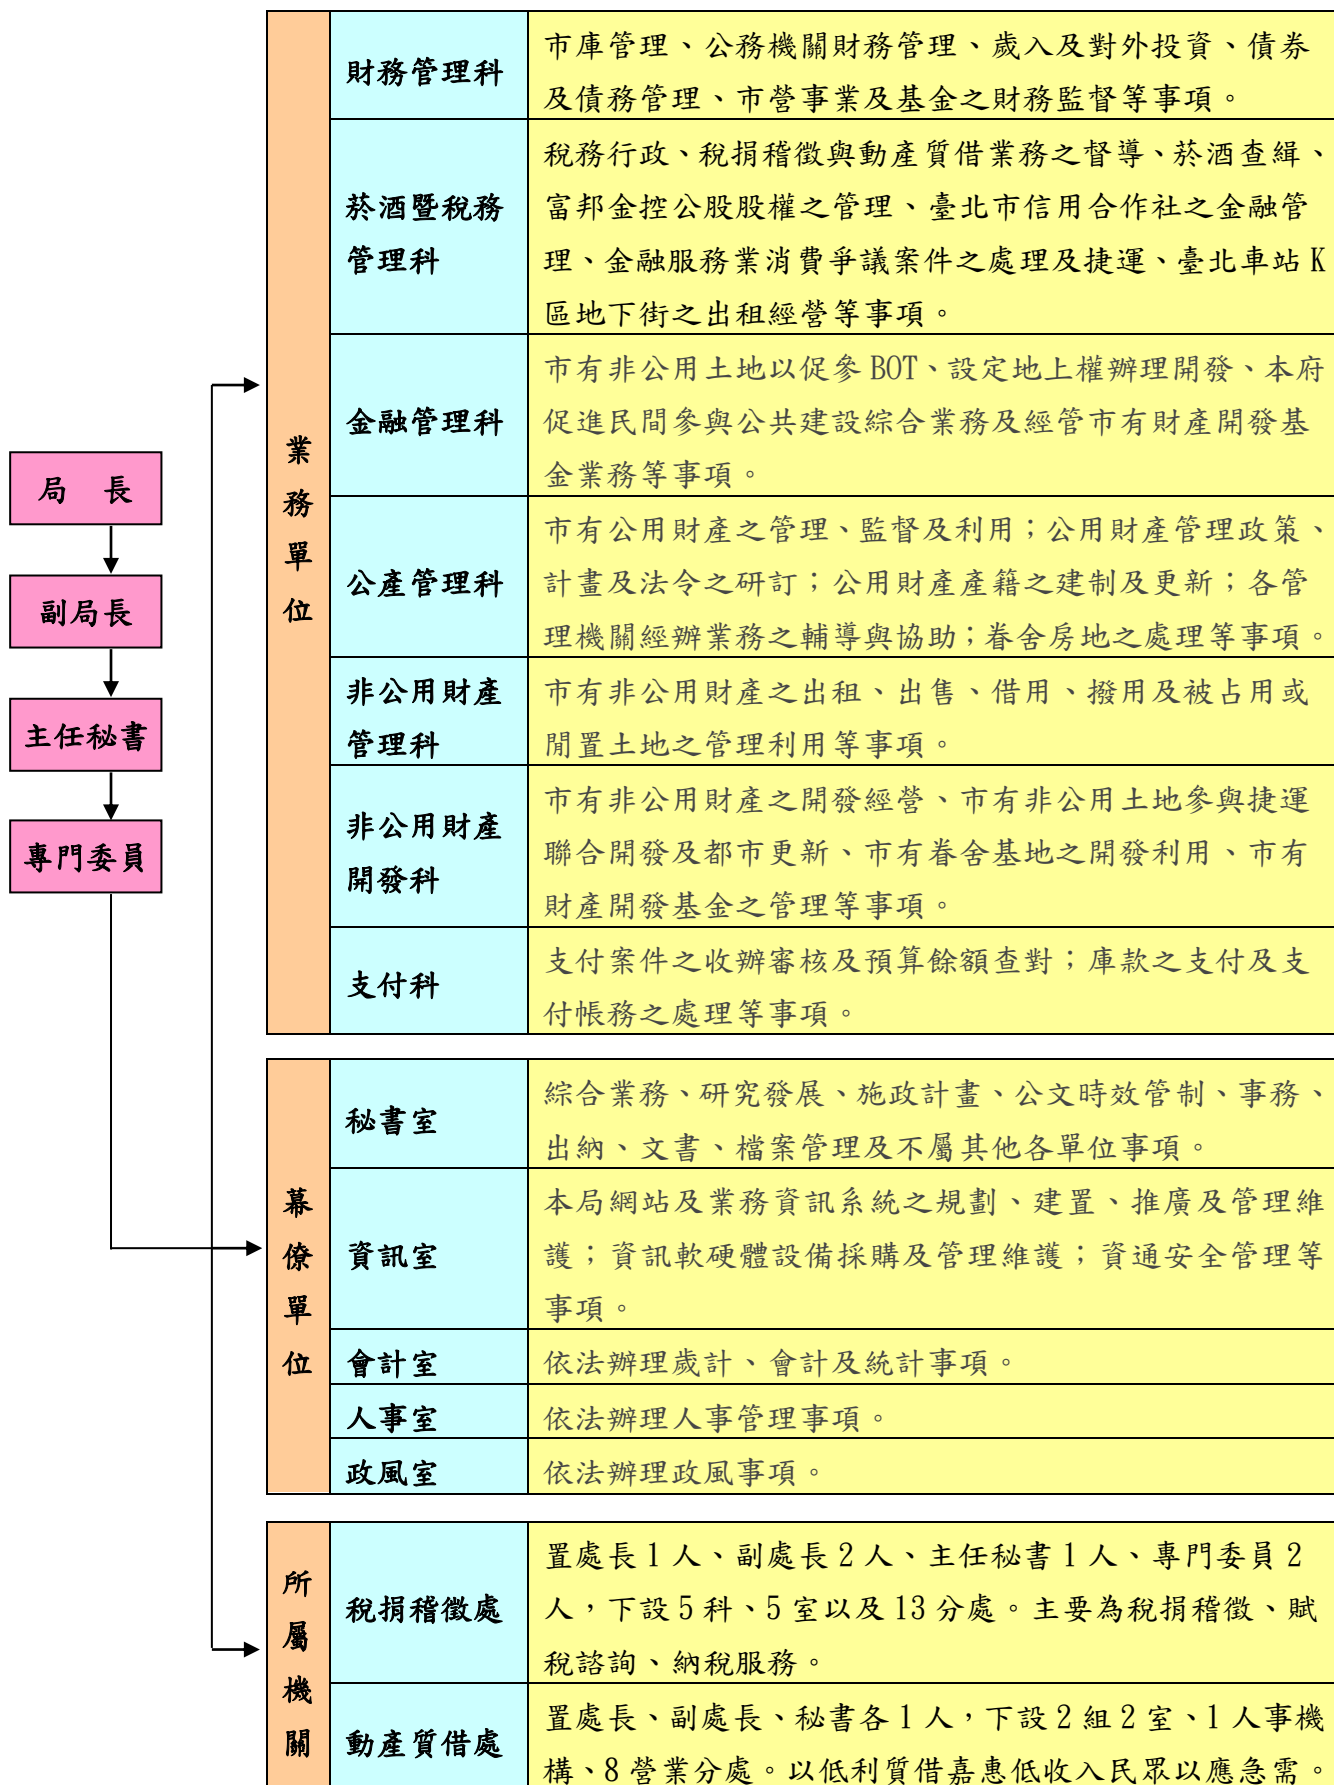 局　長
副局長
主任秘書
專門委員
業務單位
財務管理科
市庫管理、公務機關財務管理、歲入及對外投資、債券
及債務管理、市營事業及基金之財務監督等事項。
菸酒暨稅務
管理科
稅務行政、稅捐稽徵與動產質借業務之督導、菸酒查緝、
富邦金控公股股權之管理、臺北市信用合作社之金融管
理、金融服務業消費爭議案件之處理及捷運、臺北車站 K
區地下街之出租經營等事項。
金融管理科
市有非公用土地以促參 BOT、設定地上權辦理開發、本府
促進民間參與公共建設綜合業務及經管市有財產開發基
金業務等事項。
公產管理科
市有公用財產之管理、監督及利用；公用財產管理政策、
計畫及法令之研訂；公用財產產籍之建制及更新；各管
理機關經辦業務之輔導與協助；眷舍房地之處理等事項。
非公用財產
管理科
市有非公用財產之出租、出售、借用、撥用及被占用或
閒置土地之管理利用等事項。
非公用財產
開發科
市有非公用財產之開發經營、市有非公用土地參與捷運
聯合開發及都市更新、市有眷舍基地之開發利用、市有
財產開發基金之管理等事項。
支付科
支付案件之收辦審核及預算餘額查對；庫款之支付及支
付帳務之處理等事項。
幕僚單位
秘書室
綜合業務、研究發展、施政計畫、公文時效管制、事務、
出納、文書、檔案管理及不屬其他各單位事項。
資訊室
本局網站及業務資訊系統之規劃、建置、推廣及管理維
護；資訊軟硬體設備採購及管理維護；資通安全管理等
事項。
會計室
依法辦理歲計、會計及統計事項。
人事室
依法辦理人事管理事項。
政風室
依法辦理政風事項。
所屬機關
稅捐稽徵處
置處長 1 人、副處長 2 人、主任秘書 1 人、專門委員 2
人，下設 5 科、5 室以及 13 分處。主要為稅捐稽徵、賦
稅諮詢、納稅服務。
動產質借處
置處長、副處長、秘書各 1 人，下設 2 組 2 室、1 人事機
構、8 營業分處。以低利質借嘉惠低收入民眾以應急需。